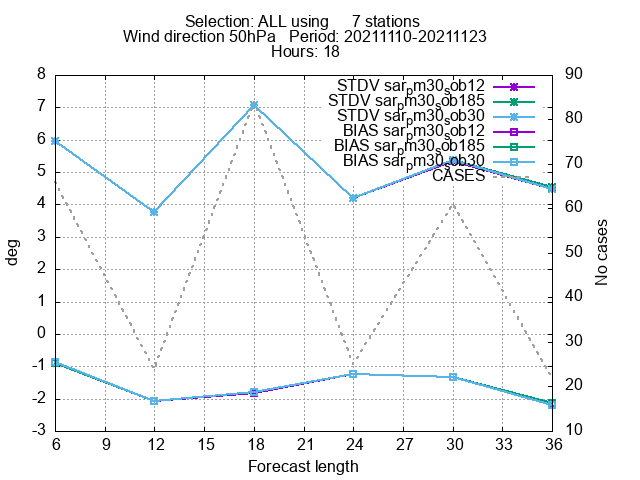 Selection: ALL using 7 stations
Wind direction 50hPa Period: 20211110-20211123
Hours: 18
STDV sar_pm30_sob12
STDV sar_pm30_sob185
STDV sar_pm30_sob30
BIAS sar_pm30_sob12
BIAS sar_pm30_sob185
BIAS sar_pm30_sob30
CASES
8
7
6
5
4
3
2
1
0
-1
-2
-3
deg
90
80
70
60
50
40
30
20
10
No cases
6 9 12 15 18 21 24 27 30 33 36
Forecast length